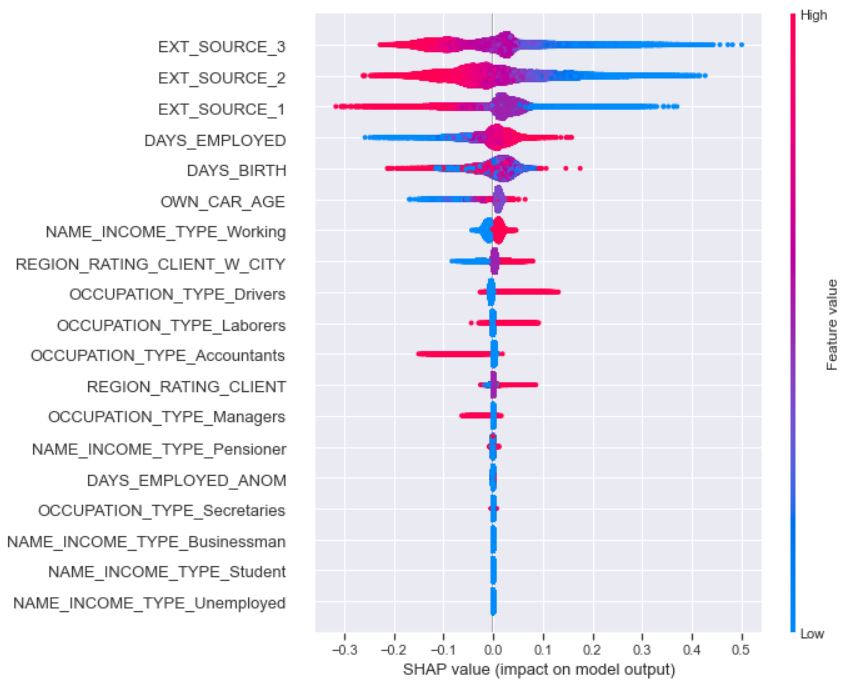 High
EXT_SOURCE_3
EXT_SOURCE_2
EXT_SOURCE_1
DAYS_EMPLOYED
DAYS_BIRTH
OWN_CAR_AGE
NAME_INCOME_TYPE_Working
REGION_RATING_CLIENT_W_CITY
OCCUPATION_TYPE_Drivers
OCCUPATION_TYPE_Laborers
OCCUPATION_TYPE_Accountants
REGION_RATING_CLIENT
OCCUPATION_TYPE_Managers
NAME_INCOME_TYPE_Pensioner
DAYS_EMPLOYED_ANOM
OCCUPATION_TYPE_Secretaries
NAME_INCOME_TYPE_Businessman
NAME_INCOME_TYPE_Student
NAME_INCOME_TYPE_Unemployed
Feature value
Low
−0.3 −0.2 −0.1 0.0 0.1 0.2 0.3 0.4 0.5
SHAP value (impact on model output)